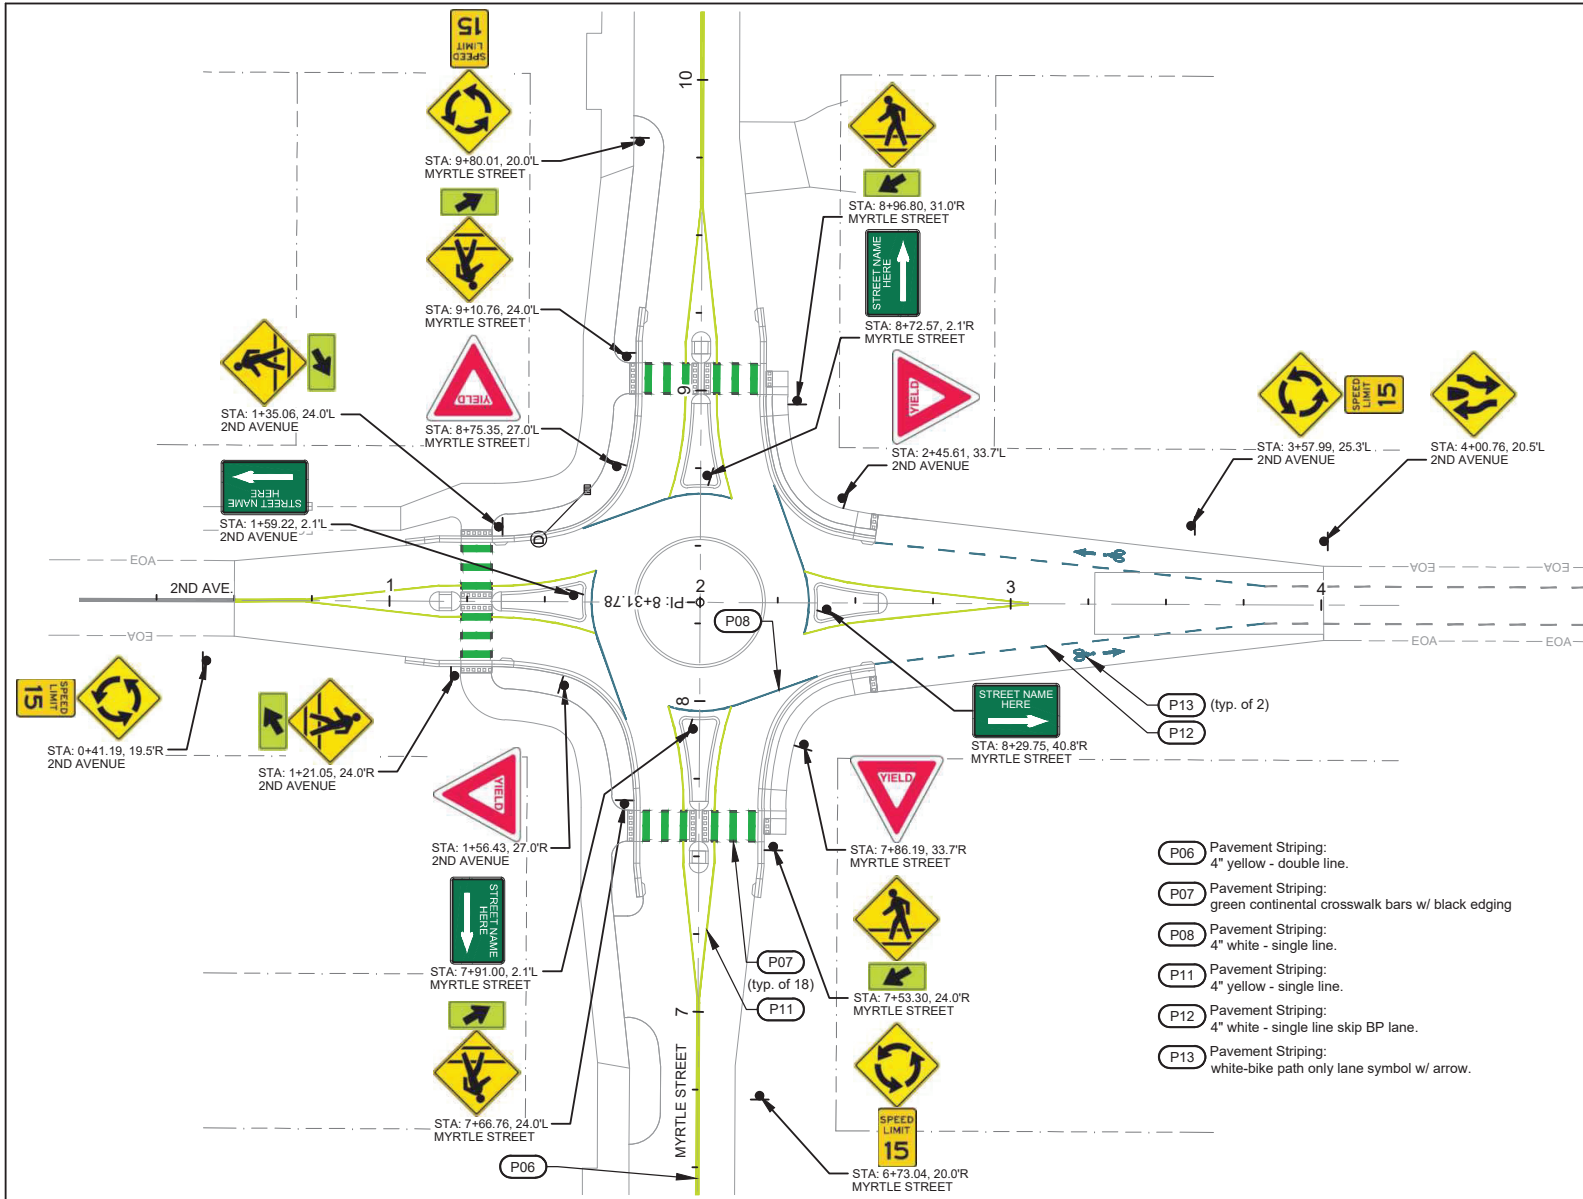 SPEED
LIMIT
15
STA: 9+80.01, 20.0'L
MYRTLE STREET
STA: 9+10.76, 24.0'L
MYRTLE STREET
YIELD
STA: 8+75.35, 27.0'L
MYRTLE STREET
STA: 1+35.06, 24.0'L
2ND AVENUE
STREET NAME
HERE
STA: 1+59.22, 2.1'L
2ND AVENUE
10
STA: 8+96.80, 31.0'R
MYRTLE STREET
STREET NAME
HERE
STA: 8+72.57, 2.1'R
MYRTLE STREET
YIELD
STA: 2+45.61, 33.7'L
2ND AVENUE
SPEED
LIMIT
15
STA: 3+57.99, 25.3'L
2ND AVENUE
STA: 4+00.76, 20.5'L
2ND AVENUE
9
D
EOA
2ND AVE.
EOA
1
PI: 8+31.78
2
P08
3
4
EOA
EOA
EOA
EOA
8
SPEED
LIMIT
15
STA: 0+41.19, 19.5'R
2ND AVENUE
STA: 1+21.05, 24.0'R
2ND AVENUE
YIELD
STA: 1+56.43, 27.0'R
2ND AVENUE
STREET NAME
HERE
STA: 7+91.00, 2.1'L
MYRTLE STREET
STA: 7+66.76, 24.0'L
MYRTLE STREET
P06
STREET NAME
HERE
STA: 8+29.75, 40.8'R
MYRTLE STREET
P13 (typ. of 2)
P12
YIELD
STA: 7+86.19, 33.7'R
MYRTLE STREET
P07
(typ. of 18)
P11
7
MYRTLE STREET
STA: 7+53.30, 24.0'R
MYRTLE STREET
SPEED
LIMIT
15
STA: 6+73.04, 20.0'R
MYRTLE STREET
P06 Pavement Striping:
4" yellow - double line.
P07 Pavement Striping:
green continental crosswalk bars w/ black edging
P08 Pavement Striping:
4" white - single line.
P11 Pavement Striping:
4" yellow - single line.
P12 Pavement Striping:
4" white - single line skip BP lane.
P13 Pavement Striping:
white-bike path only lane symbol w/ arrow.